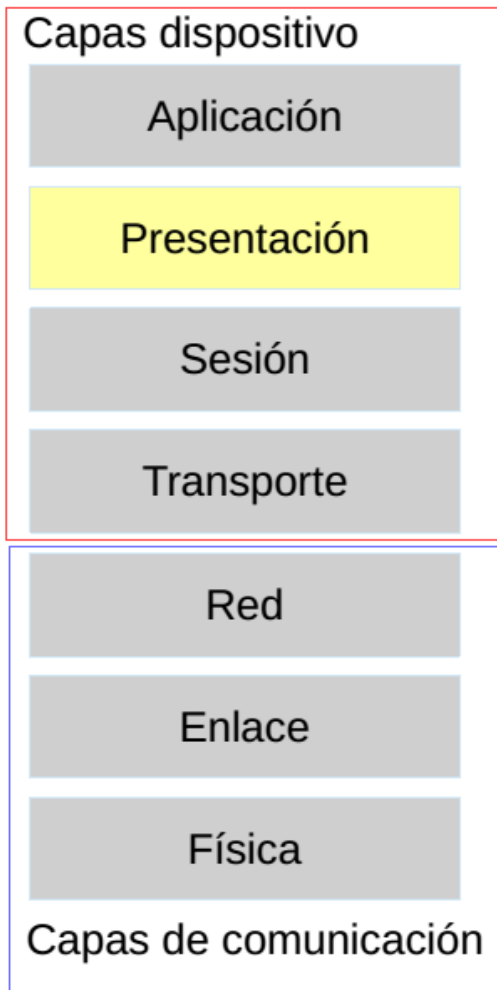 Capas dispositivo
Aplicación
Presentación
Sesión
Transporte
Red
Enlace
Física
Capas de comunicación